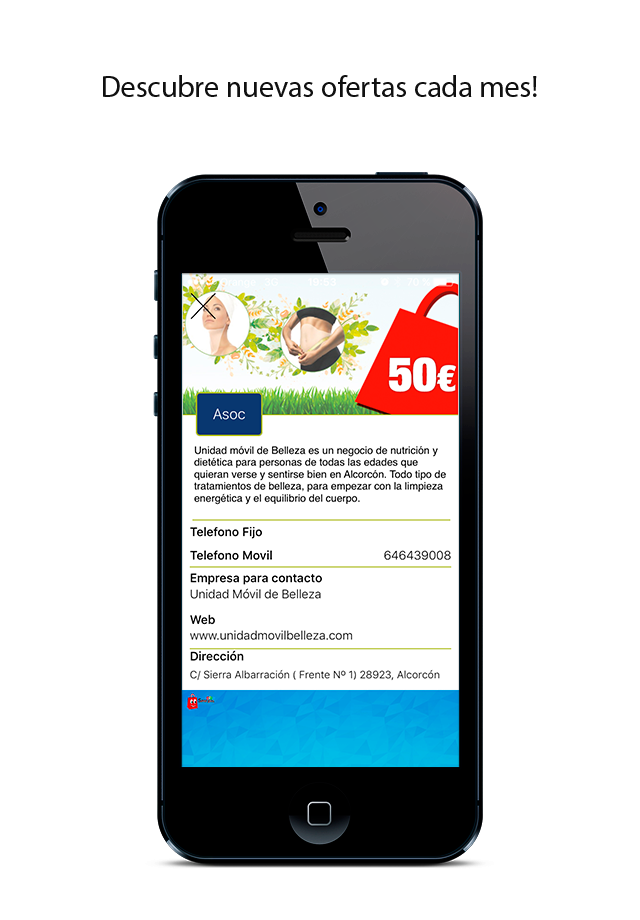 Descubre nuevas ofertas cada mes!
50€
Asoc
Unidad móvil de Belleza es un negocio de nutrición y
dietética para personas de todas las edades que
quieran verse y sentirse bien en Alcorcón. Todo tipo de
tratamientos de belleza, para empezar con la limpieza
energética y el equilibrio del cuerpo.
Telefono Fijo
Telefono Movil 646439008
Empresa para contacto
Unidad Móvil de Belleza
Web
www.unidadmovilbelleza.com
Dirección
C/ Sierra Albarración ( Frente Nº 1) 28923, Alcorcón